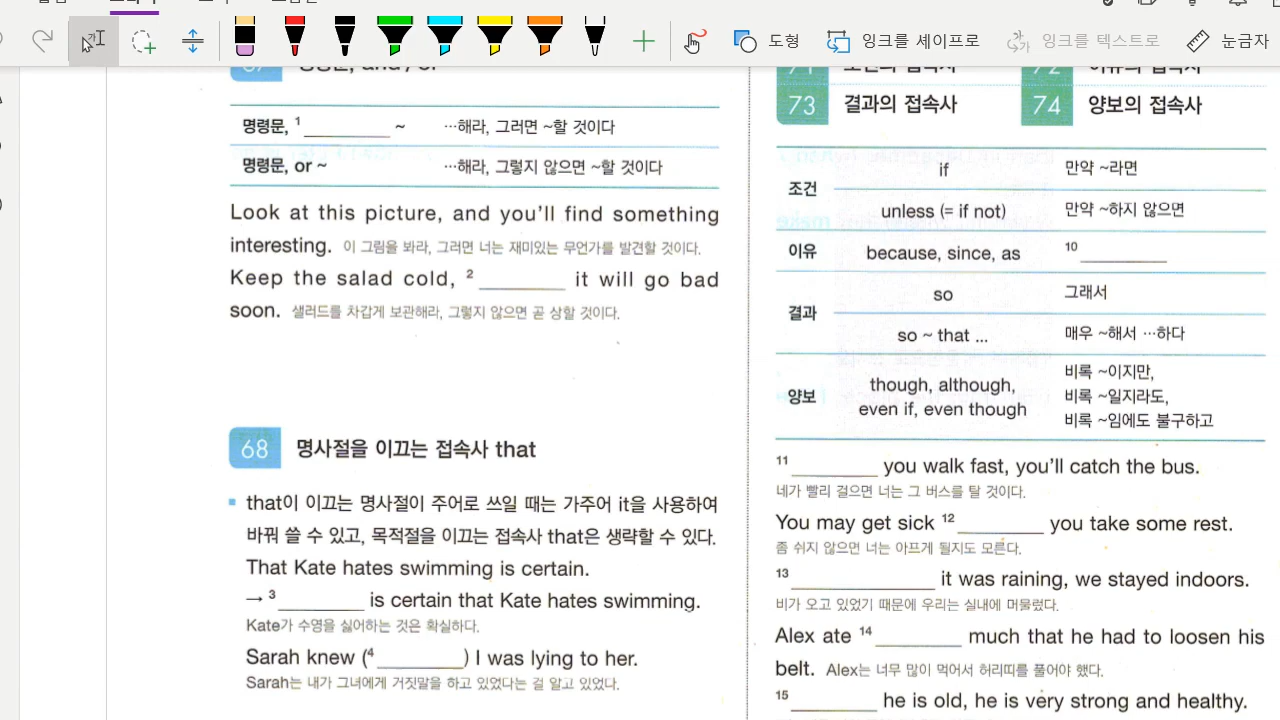 도형
잉크를 셰이프로
잉크를 텍스트로
눈금자
명령문, 1 ________ ~ …해라, 그러면 ~할 것이다
명령문, or ~ …해라, 그렇지 않으면 ~할 것이다
Look at this picture, and you'll find something
interesting. 이 그림을 봐라, 그러면 너는 재미있는 무언가를 발견할 것이다.
Keep the salad cold, 2 ________ it will go bad
soon. 샐러드를 차갑게 보관해라, 그렇지 않으면 곧 상할 것이다.
68 명사절을 이끄는 접속사 that
that이 이끄는 명사절이 주어로 쓰일 때는 가주어 it을 사용하여
바꿔 쓸 수 있고, 목적절을 이끄는 접속사 that은 생략할 수 있다.
That Kate hates swimming is certain.
→ 3 ________ is certain that Kate hates swimming.
Kate가 수영을 싫어하는 것은 확실하다.
Sarah knew (4 ________) I was lying to her.
Sarah는 내가 그녀에게 거짓말을 하고 있었다는 걸 알고 있었다.
71 조건의 접속사 72 이유의 접속사
73 결과의 접속사 74 양보의 접속사
조건
if 만약 ~라면
unless (= if not) 만약 ~하지 않으면
이유 because, since, as 10 ________
결과
so 그래서
so ~ that ... 매우 ~해서 …하다
양보
though, although,
even if, even though
비록 ~이지만,
비록 ~일지라도,
비록 ~임에도 불구하고
11 ________ you walk fast, you'll catch the bus.
네가 빨리 걸으면 너는 그 버스를 탈 것이다.
You may get sick 12 ________ you take some rest.
좀 쉬지 않으면 너는 아프게 될지도 모른다.
13 ________ it was raining, we stayed indoors.
비가 오고 있었기 때문에 우리는 실내에 머물렀다.
Alex ate 14 ________ much that he had to loosen his
belt. Alex는 너무 많이 먹어서 허리띠를 풀어야 했다.
15 ________ he is old, he is very strong and healthy.